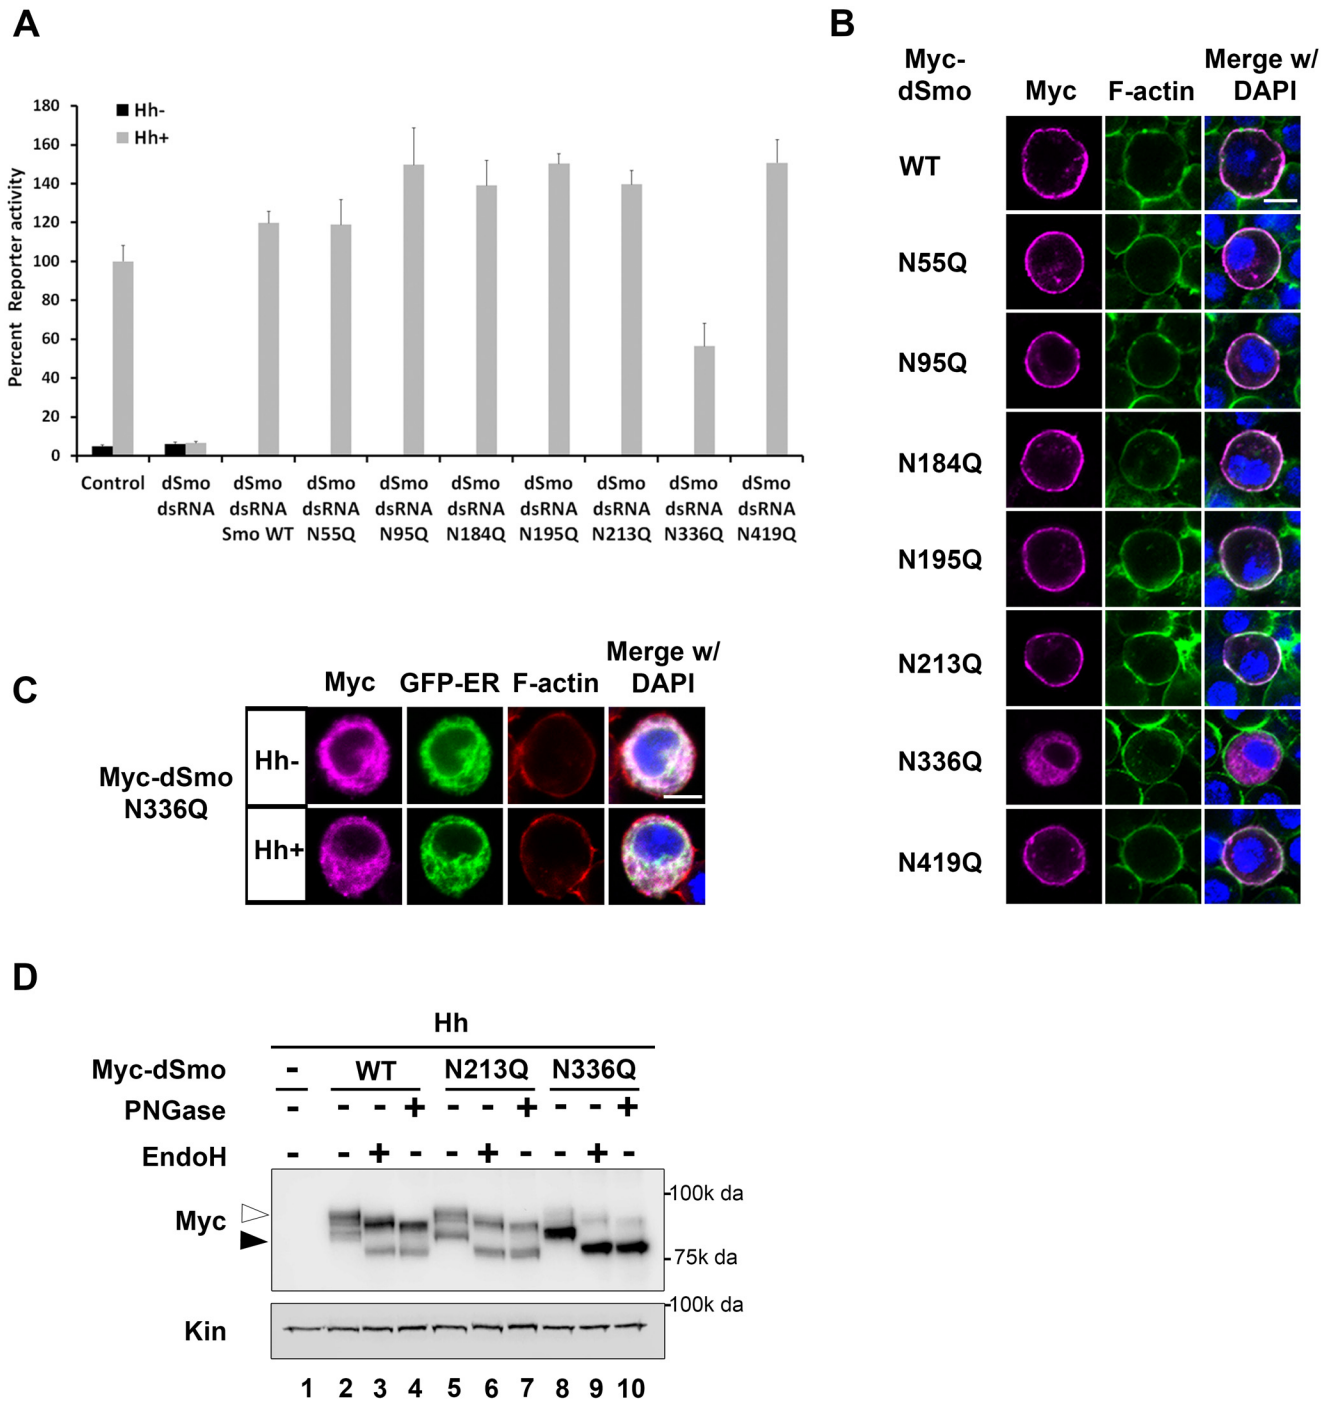 A
Hh-
Hh+
Percent Reporter activity
180
160
140
120
100
80
60
40
20
0
Control
dSmo dsRNA
dSmo dsRNA Smo WT
dSmo dsRNA N55Q
dSmo dsRNA N95Q
dSmo dsRNA N184Q
dSmo dsRNA N195Q
dSmo dsRNA N213Q
dSmo dsRNA N336Q
dSmo dsRNA N419Q
B
Myc-dSmo
Myc
F-actin
Merge w/ DAPI
WT
N55Q
N95Q
N184Q
N195Q
N213Q
N336Q
N419Q
C
Myc
GFP-ER
F-actin
Merge w/ DAPI
Myc-dSmo N336Q
Hh-
Hh+
D
Hh
Myc-dSmo - WT N213Q N336Q
PNGase - - - + - - + - - +
EndoH - - + - - + - - + -
Myc
100k da
75k da
100k da
Kin
1 2 3 4 5 6 7 8 9 10